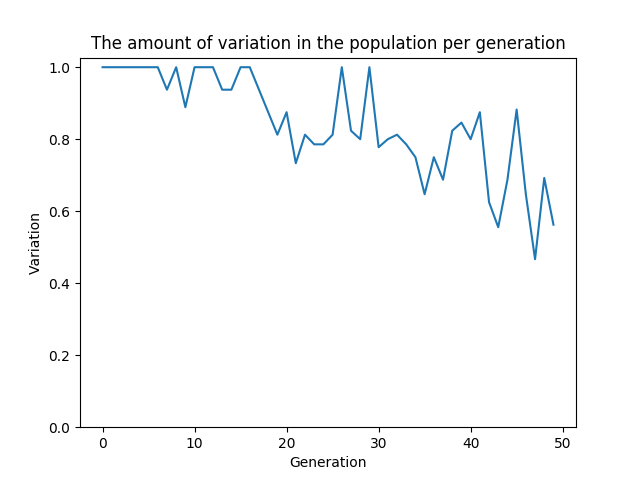 The amount of variation in the population per generation
1.0
0.8
0.6
0.4
0.2
0.0
Variation
0 10 20 30 40 50
Generation